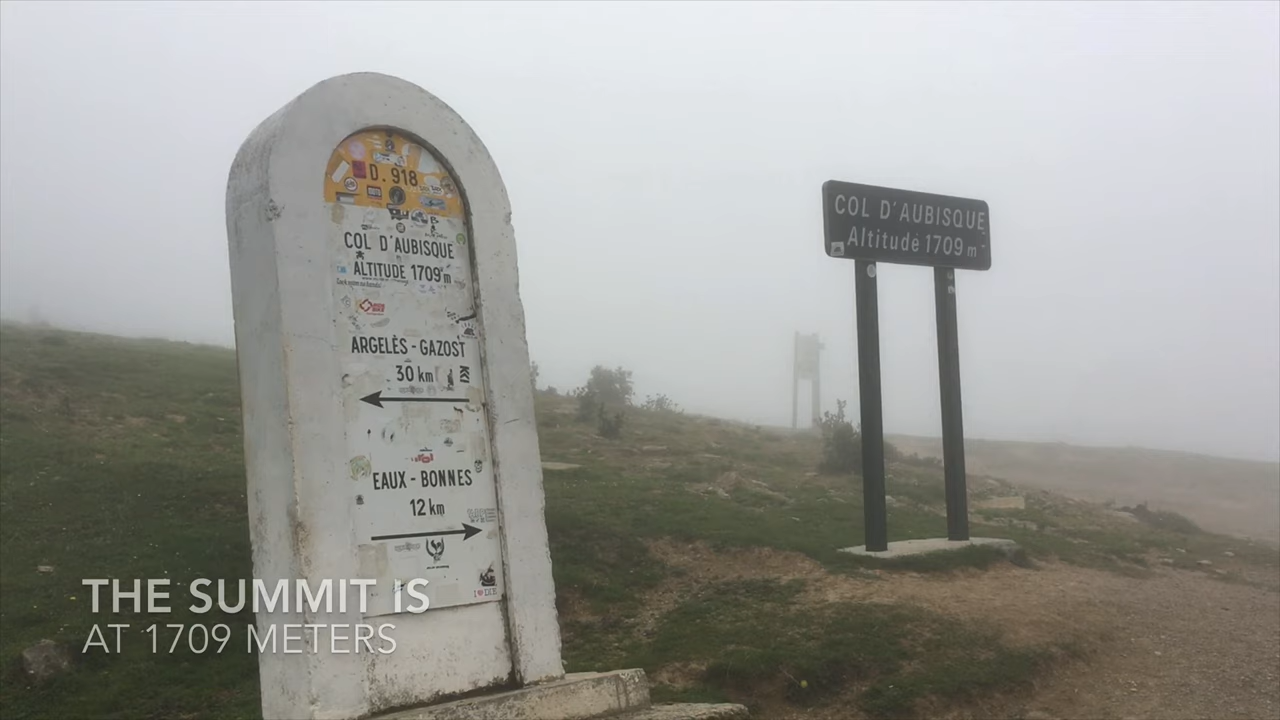 D. 918
COL D'AUBISQUE
ALTITUDE 1709 m
ARGELÈS - GAZOST
30 km
EAUX - BONNES
12 km
COL D'AUBISQUE
Altitude 1709 m
THE SUMMIT IS
AT 1709 METERS